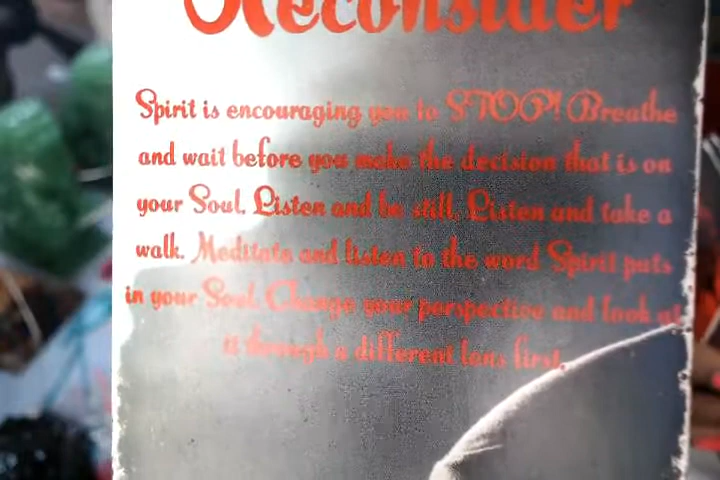 Reconsider
Spirit is encouraging you to STOP! Breathe
and wait before you make the decision that is on
your Soul. Listen and be still. Listen and take a
walk. Meditate and listen to the word Spirit puts
in your Soul. Change your perspective and look at
it through a different lens first.